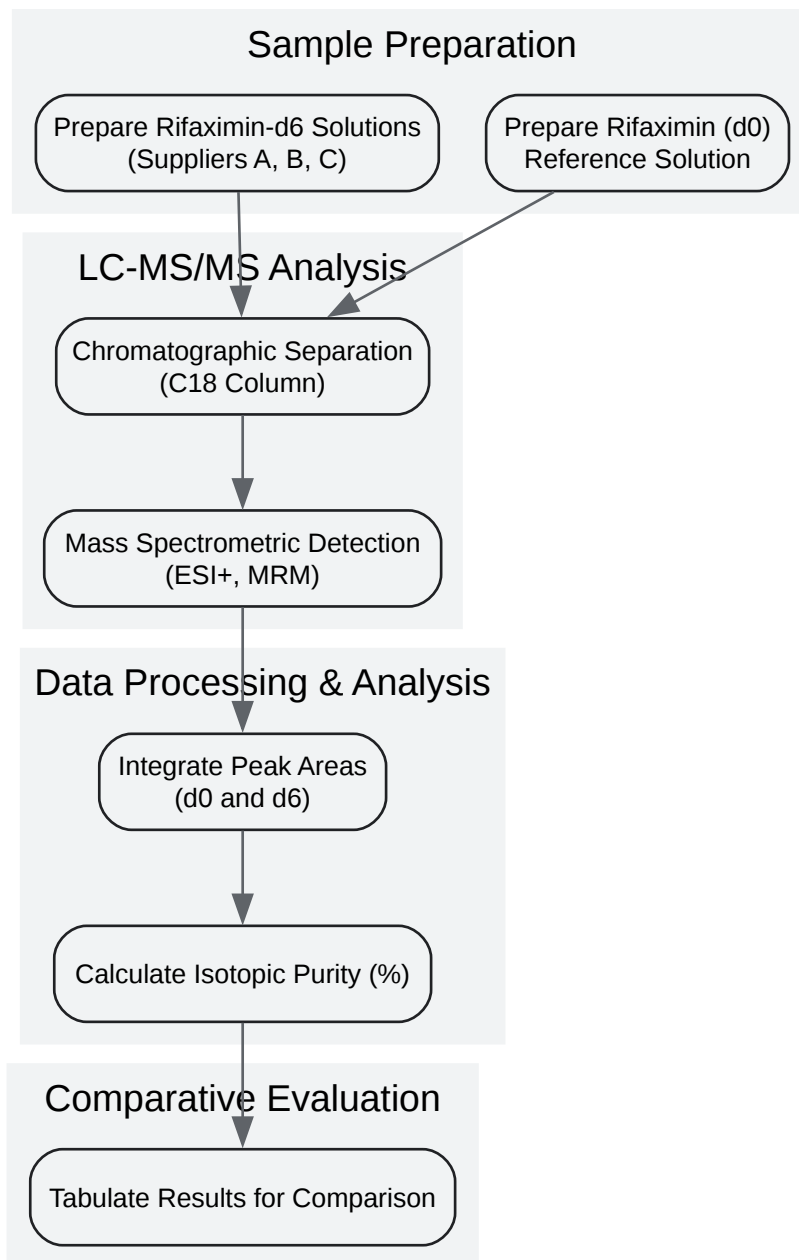 Sample Preparation
Prepare Rifaximin-d6 Solutions
(Suppliers A, B, C)
Prepare Rifaximin (d0)
Reference Solution
LC-MS/MS Analysis
Chromatographic Separation
(C18 Column)
Mass Spectrometric Detection
(ESI+, MRM)
Data Processing & Analysis
Integrate Peak Areas
(d0 and d6)
Calculate Isotopic Purity (%)
Comparative Evaluation
Tabulate Results for Comparison